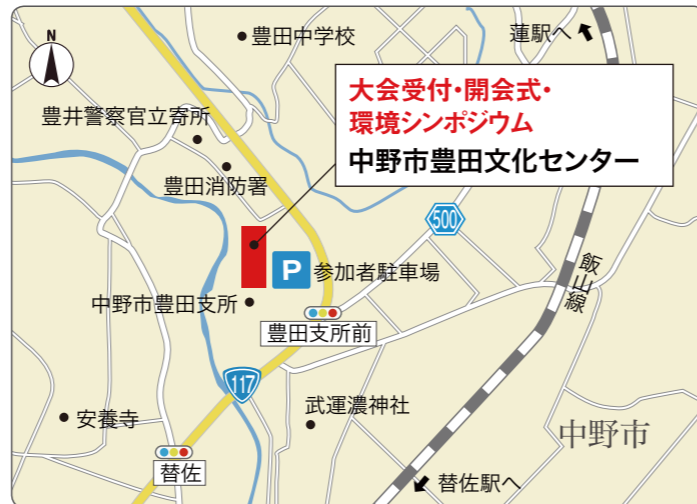 N
豊田中学校
蓮駅へ
大会受付・開会式・
環境シンポジウム
中野市豊田文化センター
豊井警察官立寄所
豊田消防署
500
P
参加者駐車場
飯山線
中野市豊田支所
豊田支所前
117
武運濃神社
安養寺
中野市
替佐
替佐駅へ